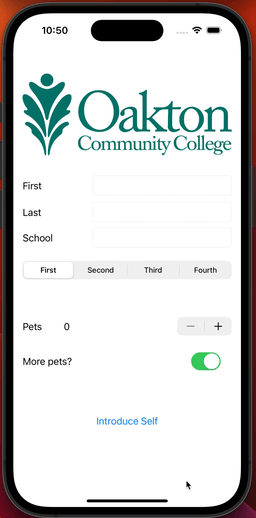 10:50
Oakton
Community College
First
Last
School
First Second Third Fourth
Pets 0 − +
More pets?
Introduce Self